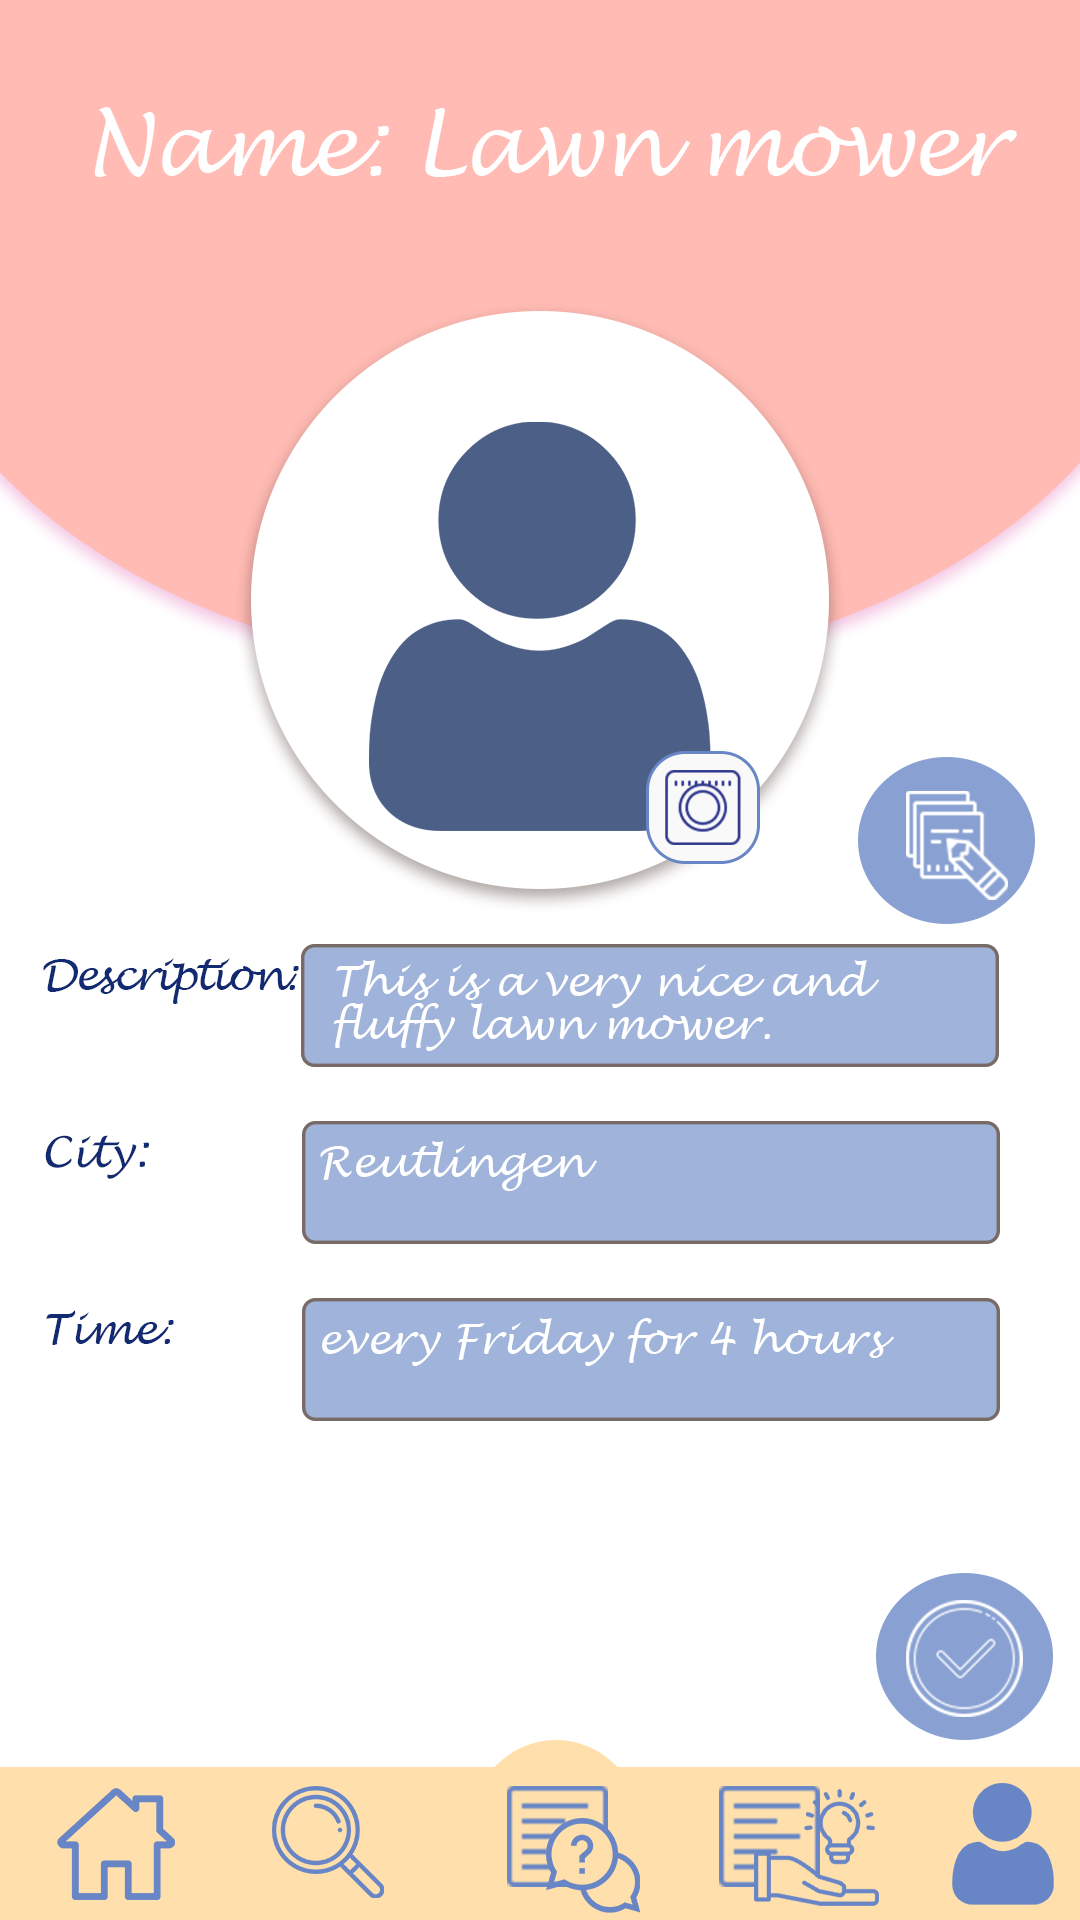 Name: Lawn mower
Description:
This is a very nice and
fluffy lawn mower.
City:
Reutlingen
Time:
every Friday for 4 hours
?